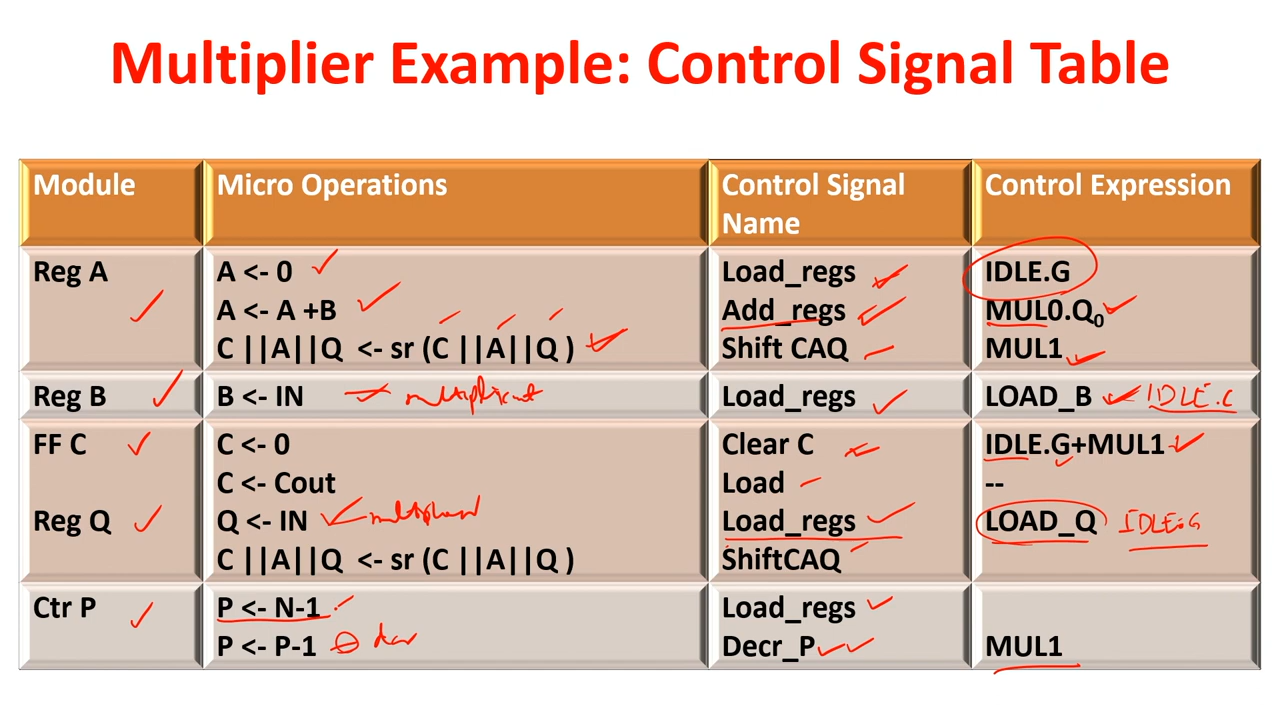 Multiplier Example: Control Signal Table
Module Micro Operations Control Signal Name Control Expression
Reg A A <- 0 Load_regs IDLE.G
A <- A +B Add_regs MUL0.Q0
C ||A||Q <- sr (C ||A||Q ) Shift CAQ MUL1
Reg B B <- IN Load_regs LOAD_B IDLE.G
FF C C <- 0 Clear C IDLE.G+MUL1
C <- Cout Load --
Reg Q Q <- IN Load_regs LOAD_Q IDLE.G
C ||A||Q <- sr (C ||A||Q ) ShiftCAQ
Ctr P P <- N-1 Load_regs
P <- P-1 Decr_P MUL1